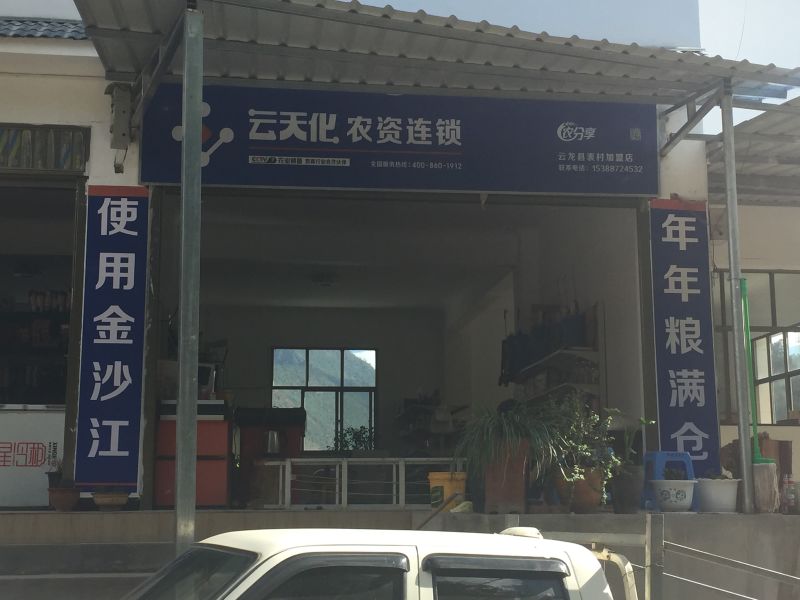 云天化 农资连锁
农分享
云龙县表村加盟店
全国服务热线：400-860-1912
联系电话：15388724532
使用金沙江
年年粮满仓